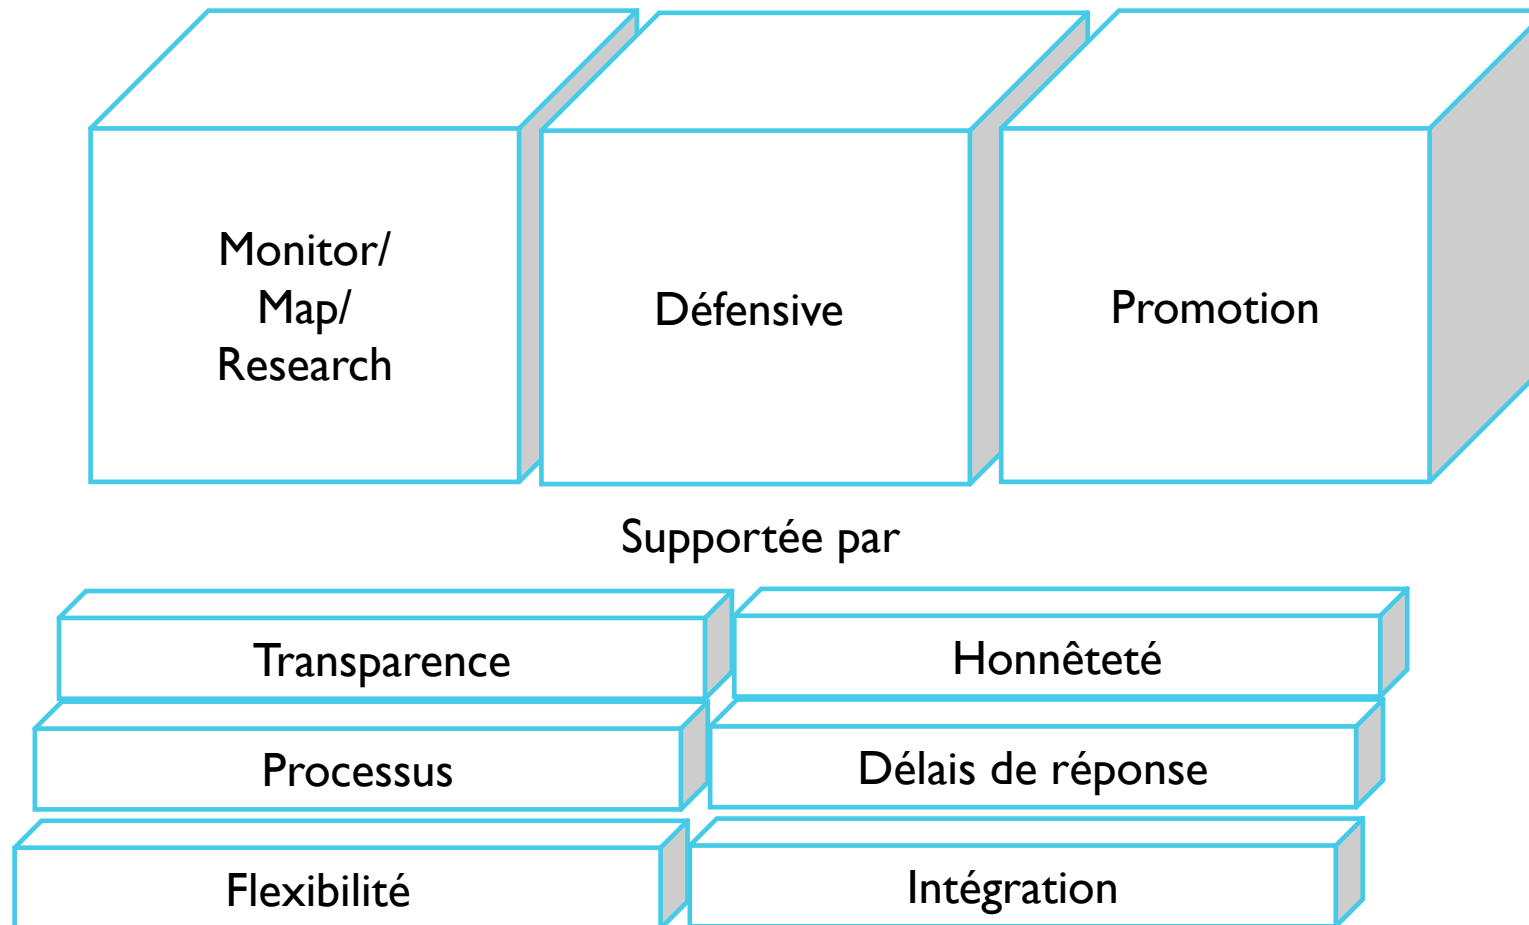 Monitor/
Map/
Research
Défensive
Promotion
Supportée par
Transparence
Honnêteté
Processus
Délais de réponse
Flexibilité
Intégration